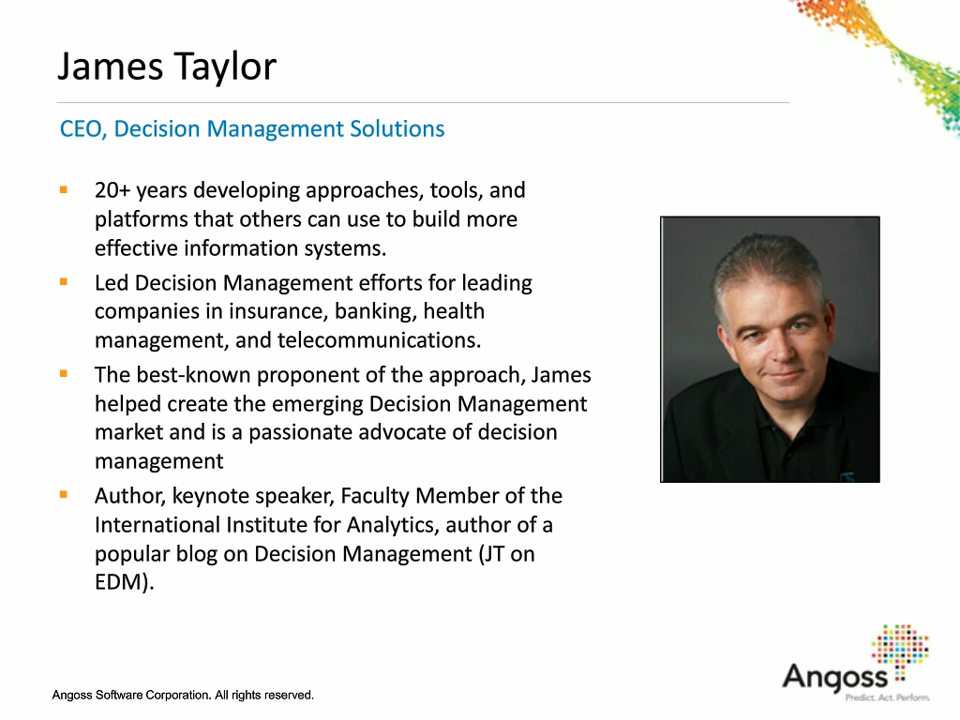 James Taylor
CEO, Decision Management Solutions
▪ 20+ years developing approaches, tools, and
platforms that others can use to build more
effective information systems.
▪ Led Decision Management efforts for leading
companies in insurance, banking, health
management, and telecommunications.
▪ The best-known proponent of the approach, James
helped create the emerging Decision Management
market and is a passionate advocate of decision
management
▪ Author, keynote speaker, Faculty Member of the
International Institute for Analytics, author of a
popular blog on Decision Management (JT on
EDM).
Angoss
Predict. Act. Perform.
Angoss Software Corporation. All rights reserved.